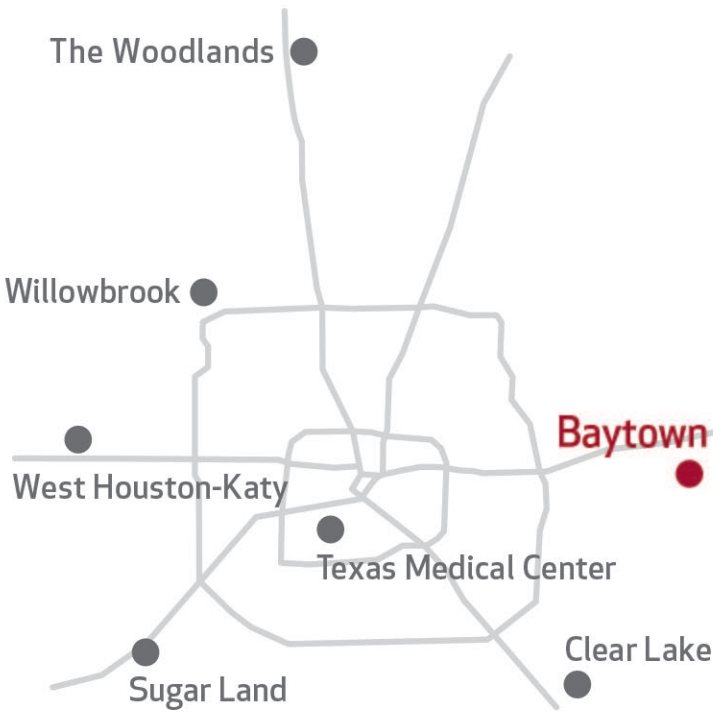 The Woodlands
Willowbrook
Baytown
West Houston-Katy
Texas Medical Center
Clear Lake
Sugar Land